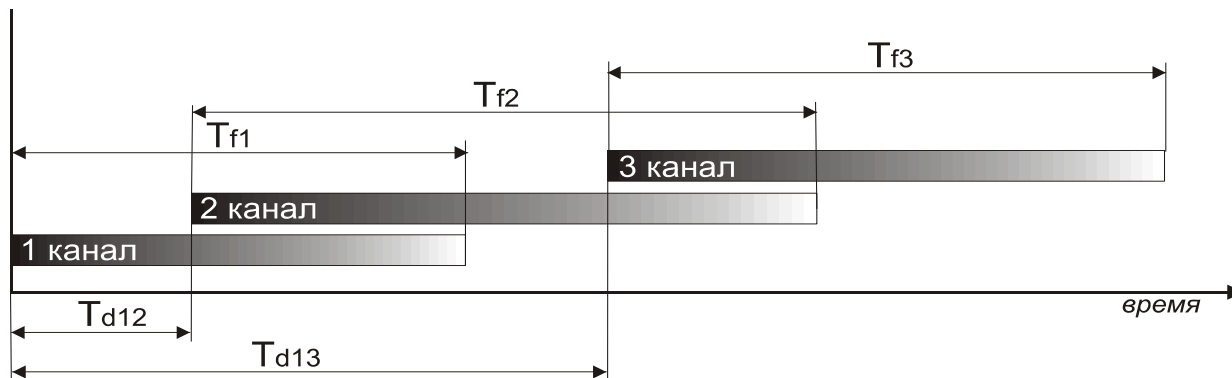 Tf3
Tf2
Tf1
3 канал
2 канал
1 канал
время
Td12
Td13